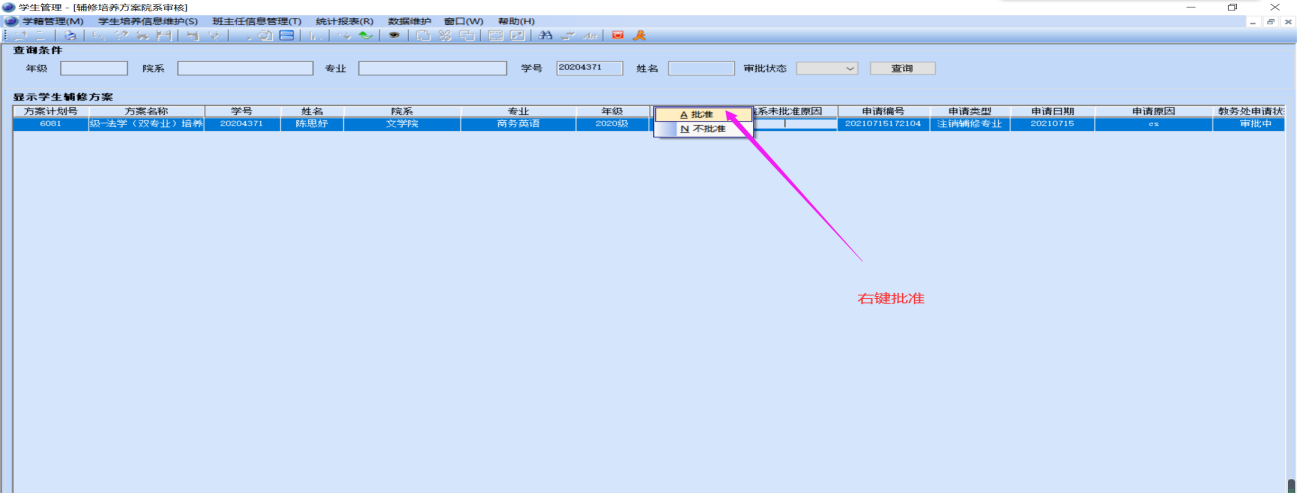 学生管理 - [辅修培养方案院系审核]
学籍管理(M) 学生培养信息维护(S) 班主任信息管理(T) 统计报表(R) 数据维护 窗口(W) 帮助(H)
查询条件
年级 院系 专业 学号 20204371 姓名 审批状态 查询
显示学生辅修方案
方案计划号 方案名称 学号 姓名 院系 专业 年级 系未批准原因 申请编号 申请类型 申请日期 申请原因 教务处申请状
6081 级-法学（双专业）培养 20204371 陈思妤 文学院 商务英语 2020级 20210715172104 注销辅修专业 20210715 cs 审批中
A 批准
N 不批准
右键批准